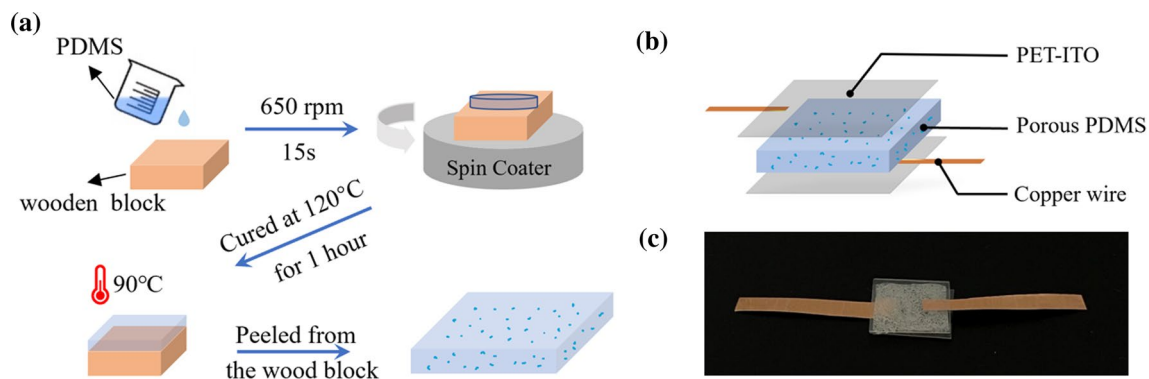 (a)
PDMS
wooden block
650 rpm
15s
Spin Coater
Cured at 120°C
for 1 hour
90℃
Peeled from
the wood block
(b)
PET-ITO
Porous PDMS
Copper wire
(c)